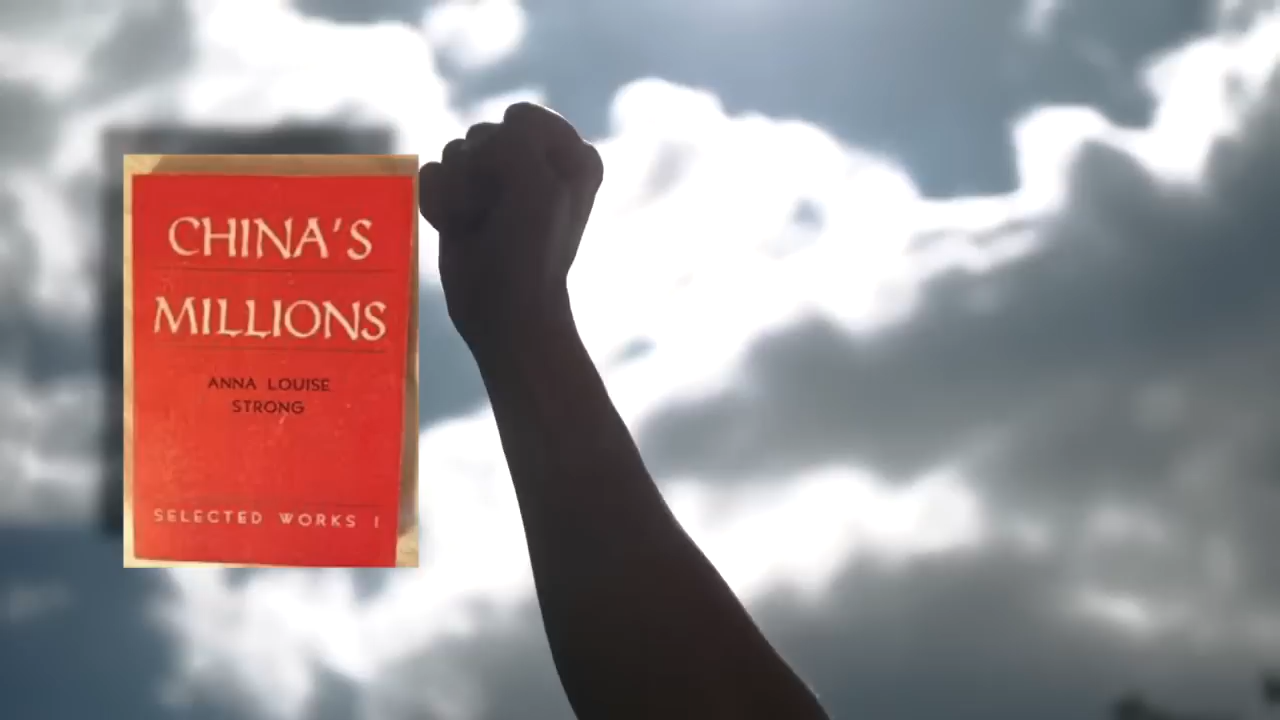 CHINA'S
MILLIONS
ANNA LOUISE
STRONG
SELECTED WORKS I